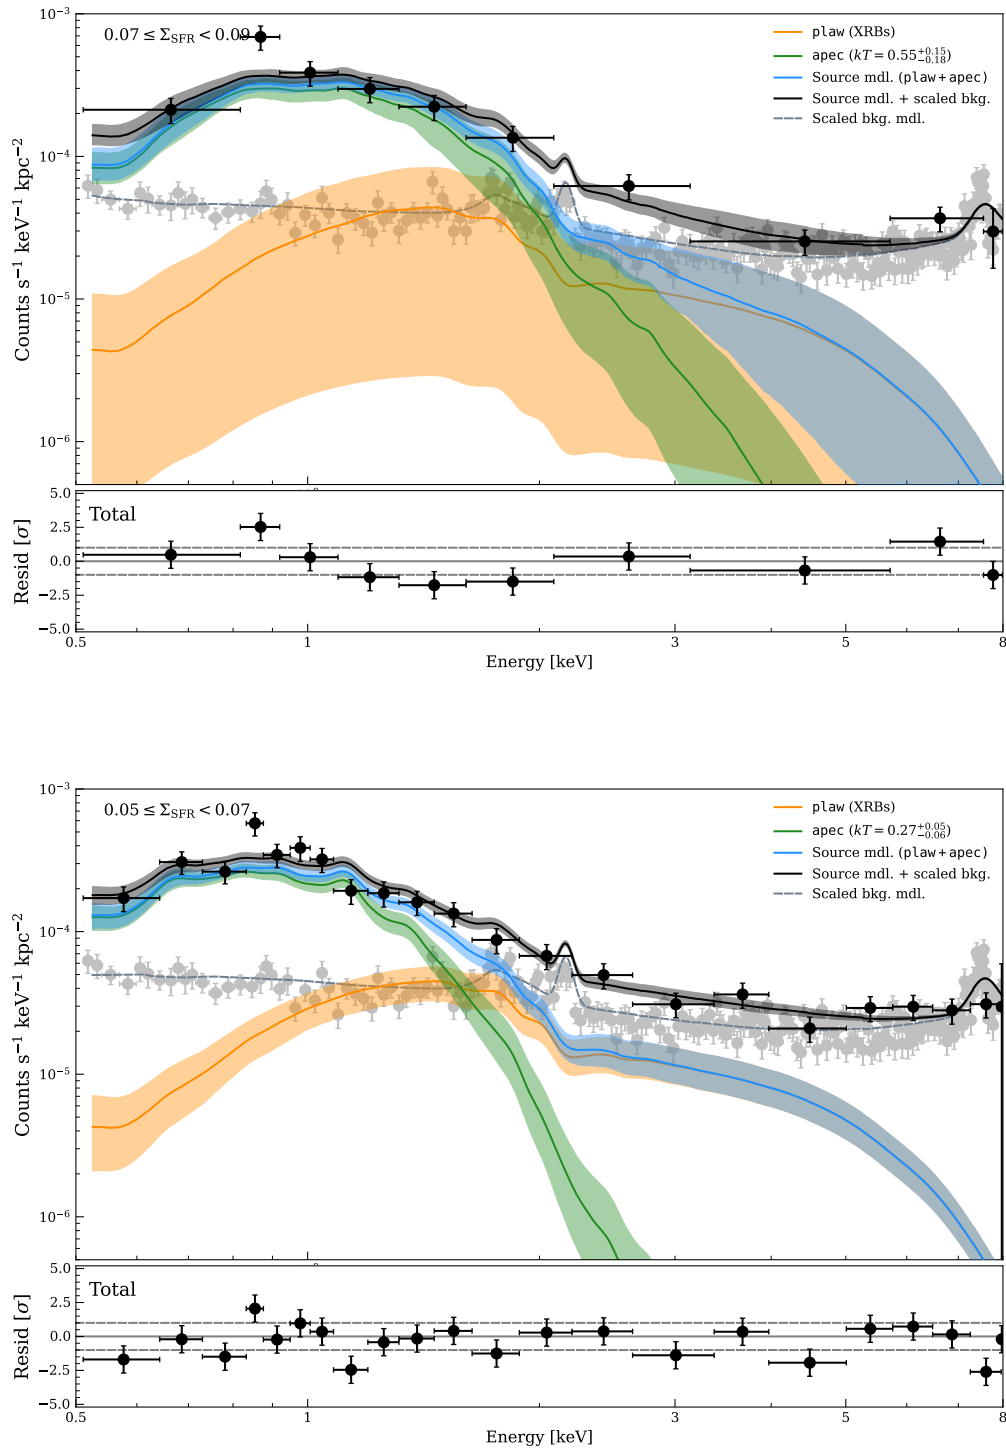 10⁻³
0.07 ≤ Σ_SFR < 0.09
plaw (XRBs)
apec (kT = 0.55 +0.15 −0.18)
Source mdl. (plaw+apec)
Source mdl. + scaled bkg.
Scaled bkg. mdl.
10⁻⁴
10⁻⁵
10⁻⁶
Counts s⁻¹ keV⁻¹ kpc⁻²
Total
5.0
2.5
0.0
−2.5
−5.0
Resid [σ]
0.5 1 3 5 8
Energy [keV]
10⁻³
0.05 ≤ Σ_SFR < 0.07
plaw (XRBs)
apec (kT = 0.27 +0.05 −0.06)
Source mdl. (plaw+apec)
Source mdl. + scaled bkg.
Scaled bkg. mdl.
10⁻⁴
10⁻⁵
10⁻⁶
Counts s⁻¹ keV⁻¹ kpc⁻²
Total
5.0
2.5
0.0
−2.5
−5.0
Resid [σ]
0.5 1 3 5 8
Energy [keV]